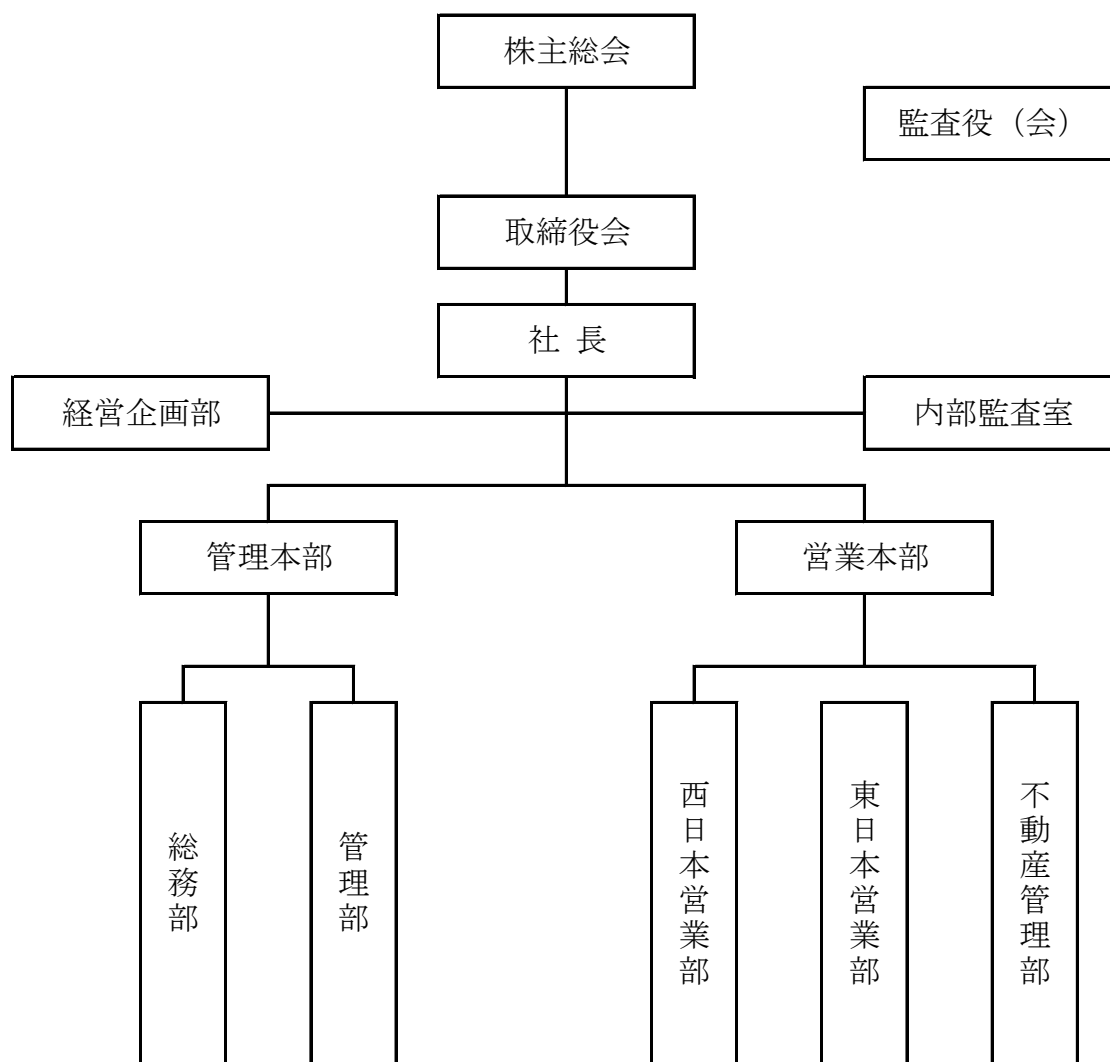 株主総会
監査役（会）
取締役会
社 長
経営企画部
内部監査室
管理本部
営業本部
総務部
管理部
西日本営業部
東日本営業部
不動産管理部